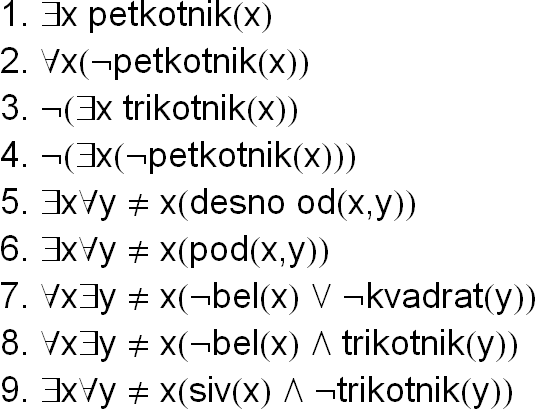 1. ∃x petkotnik(x)
2. ∀x(¬petkotnik(x))
3. ¬(∃x trikotnik(x))
4. ¬(∃x(¬petkotnik(x)))
5. ∃x∀y ≠ x(desno od(x,y))
6. ∃x∀y ≠ x(pod(x,y))
7. ∀x∃y ≠ x(¬bel(x) ∨ ¬kvadrat(y))
8. ∀x∃y ≠ x(¬bel(x) ∧ trikotnik(y))
9. ∃x∀y ≠ x(siv(x) ∧ ¬trikotnik(y))